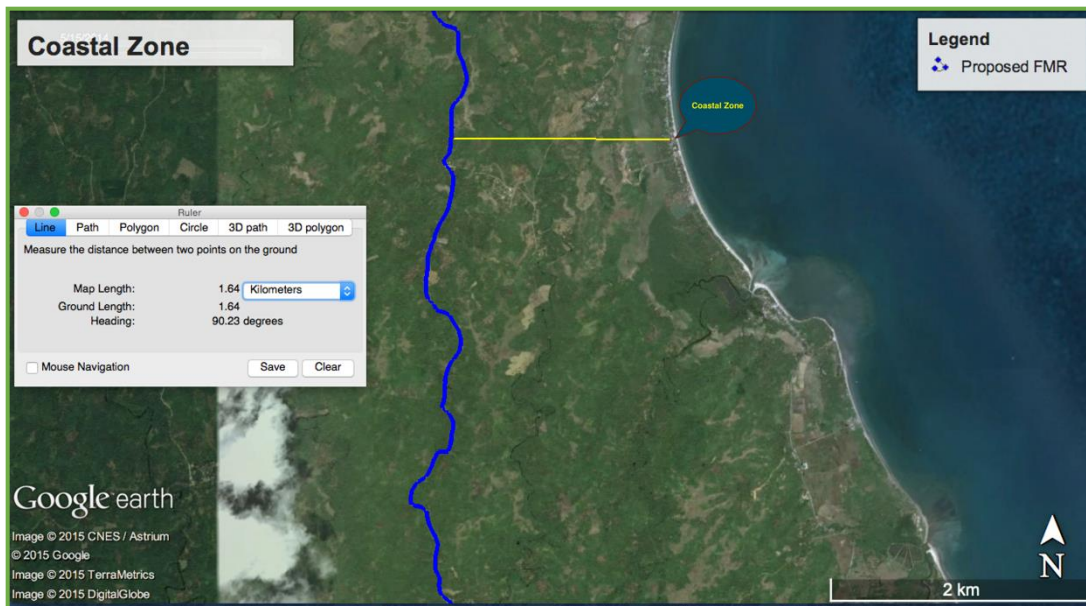 5/15/2014
Coastal Zone
Legend
Proposed FMR
Coastal Zone
Ruler
Line Path Polygon Circle 3D path 3D polygon
Measure the distance between two points on the ground
Map Length: 1.64 Kilometers
Ground Length: 1.64
Heading: 90.23 degrees
Mouse Navigation Save Clear
Google earth
Image © 2015 CNES / Astrium
© 2015 Google
Image © 2015 TerraMetrics
Image © 2015 DigitalGlobe
N
2 km